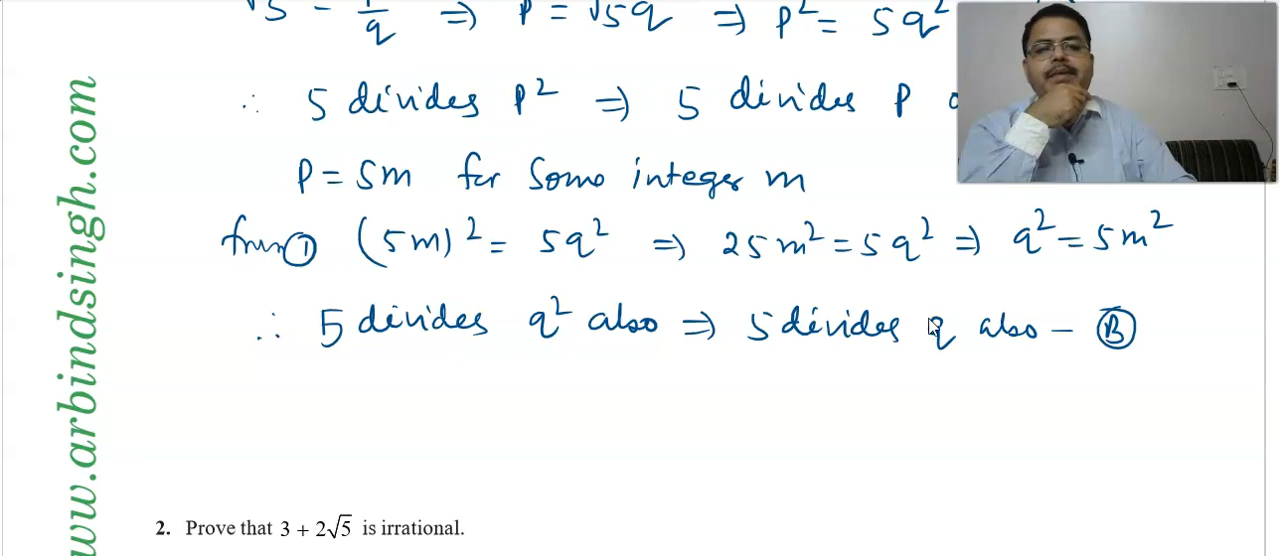 √5 = p/q ⇒ p = √5q ⇒ p² = 5q²
∴ 5 divides p² ⇒ 5 divides p
p = 5m for some integer m
from ① (5m)² = 5q² ⇒ 25m² = 5q² ⇒ q² = 5m²
∴ 5 divides q² also ⇒ 5 divides q also – Ⓑ
2. Prove that 3 + 2√5 is irrational.
ww.arbindsingh.com